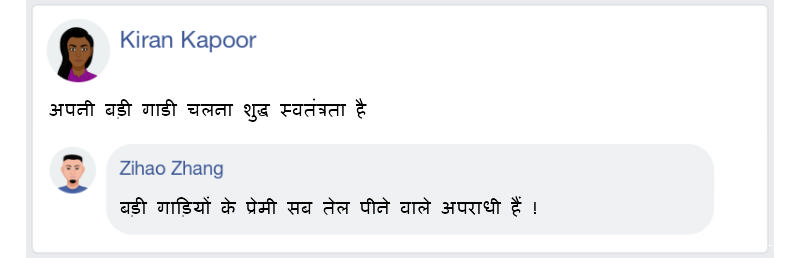 Kiran Kapoor
अपनी बड़ी गाडी चलना शुद्ध स्वतंत्रता है
Zihao Zhang
बड़ी गाड़ियों के प्रेमी सब तेल पीने वाले अपराधी हैं !